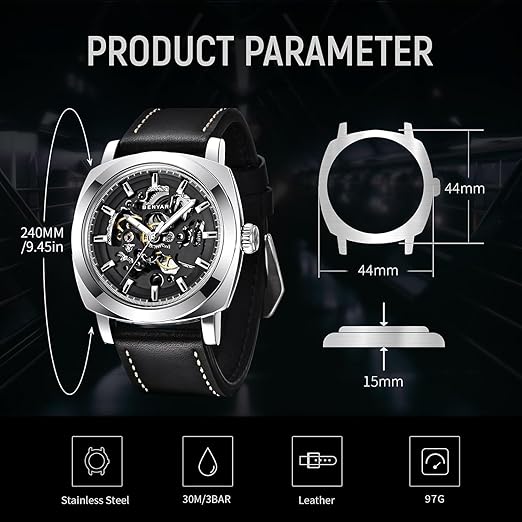 PRODUCT PARAMETER
BENYAR
240MM
/9.45in
44mm
44mm
15mm
Stainless Steel
30M/3BAR
Leather
97G